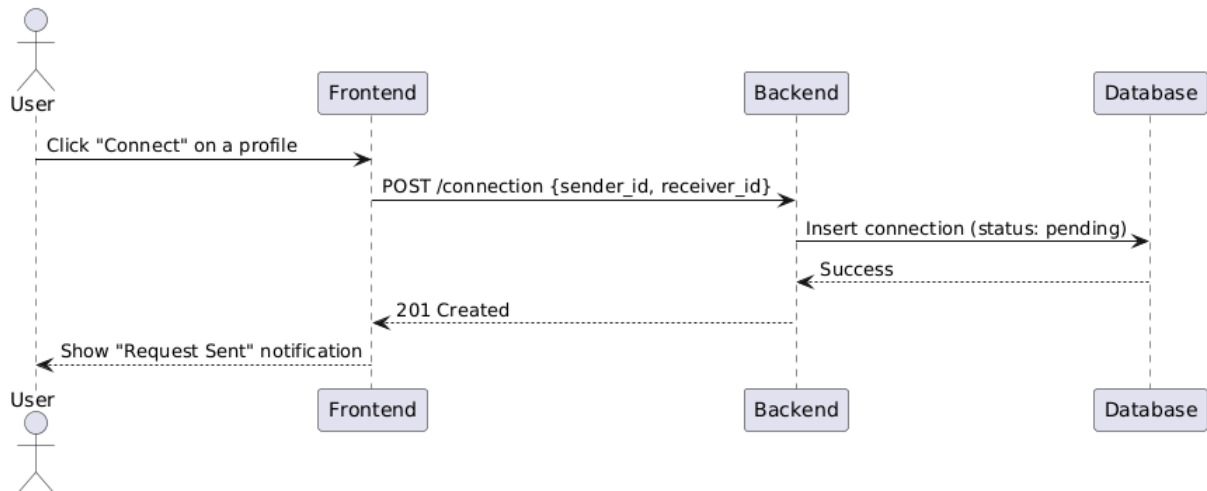 User
Frontend
Backend
Database
Click "Connect" on a profile
POST /connection {sender_id, receiver_id}
Insert connection (status: pending)
Success
201 Created
Show "Request Sent" notification
User
Frontend
Backend
Database